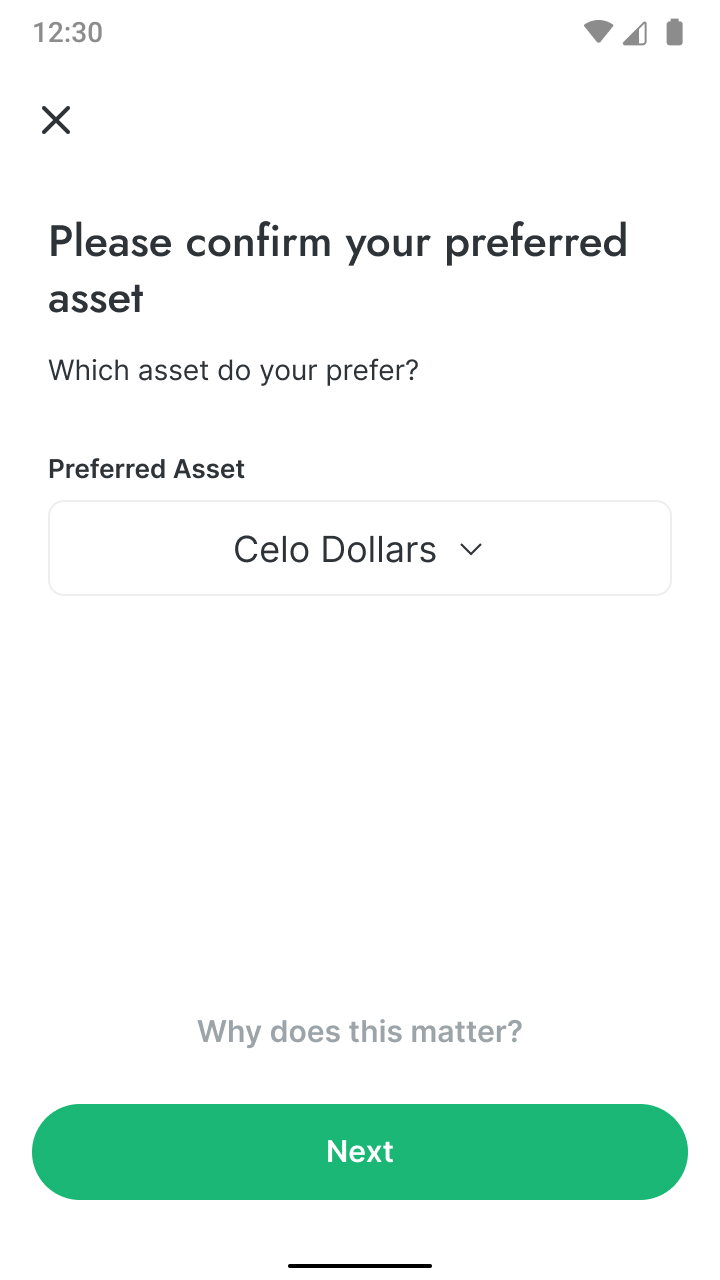 12:30
Please confirm your preferred
asset
Which asset do your prefer?
Preferred Asset
Celo Dollars
Why does this matter?
Next